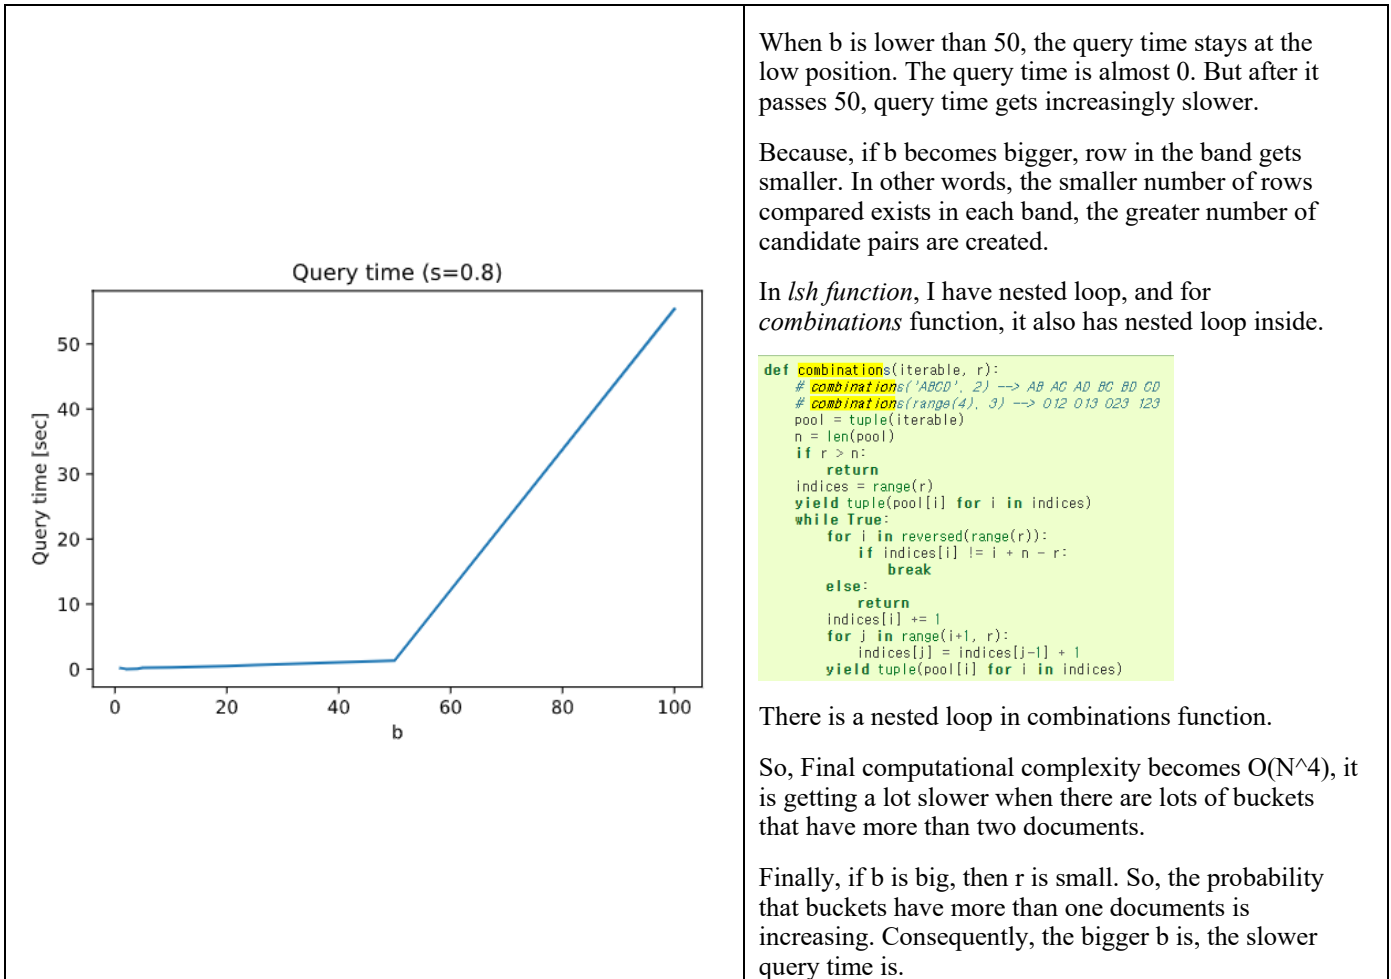 Query time (s=0.8)
Query time [sec]
50
40
30
20
10
0
0 20 40 60 80 100
b
When b is lower than 50, the query time stays at the
low position. The query time is almost 0. But after it
passes 50, query time gets increasingly slower.
Because, if b becomes bigger, row in the band gets
smaller. In other words, the smaller number of rows
compared exists in each band, the greater number of
candidate pairs are created.
In lsh function, I have nested loop, and for
combinations function, it also has nested loop inside.
def combinations(iterable, r):
# combinations('ABCD', 2) --> AB AC AD BC BD CD
# combinations(range(4), 3) --> 012 013 023 123
pool = tuple(iterable)
n = len(pool)
if r > n:
return
indices = range(r)
yield tuple(pool[i] for i in indices)
while True:
for i in reversed(range(r)):
if indices[i] != i + n - r:
break
else:
return
indices[i] += 1
for j in range(i+1, r):
indices[j] = indices[j-1] + 1
yield tuple(pool[i] for i in indices)
There is a nested loop in combinations function.
So, Final computational complexity becomes O(N^4), it
is getting a lot slower when there are lots of buckets
that have more than two documents.
Finally, if b is big, then r is small. So, the probability
that buckets have more than one documents is
increasing. Consequently, the bigger b is, the slower
query time is.